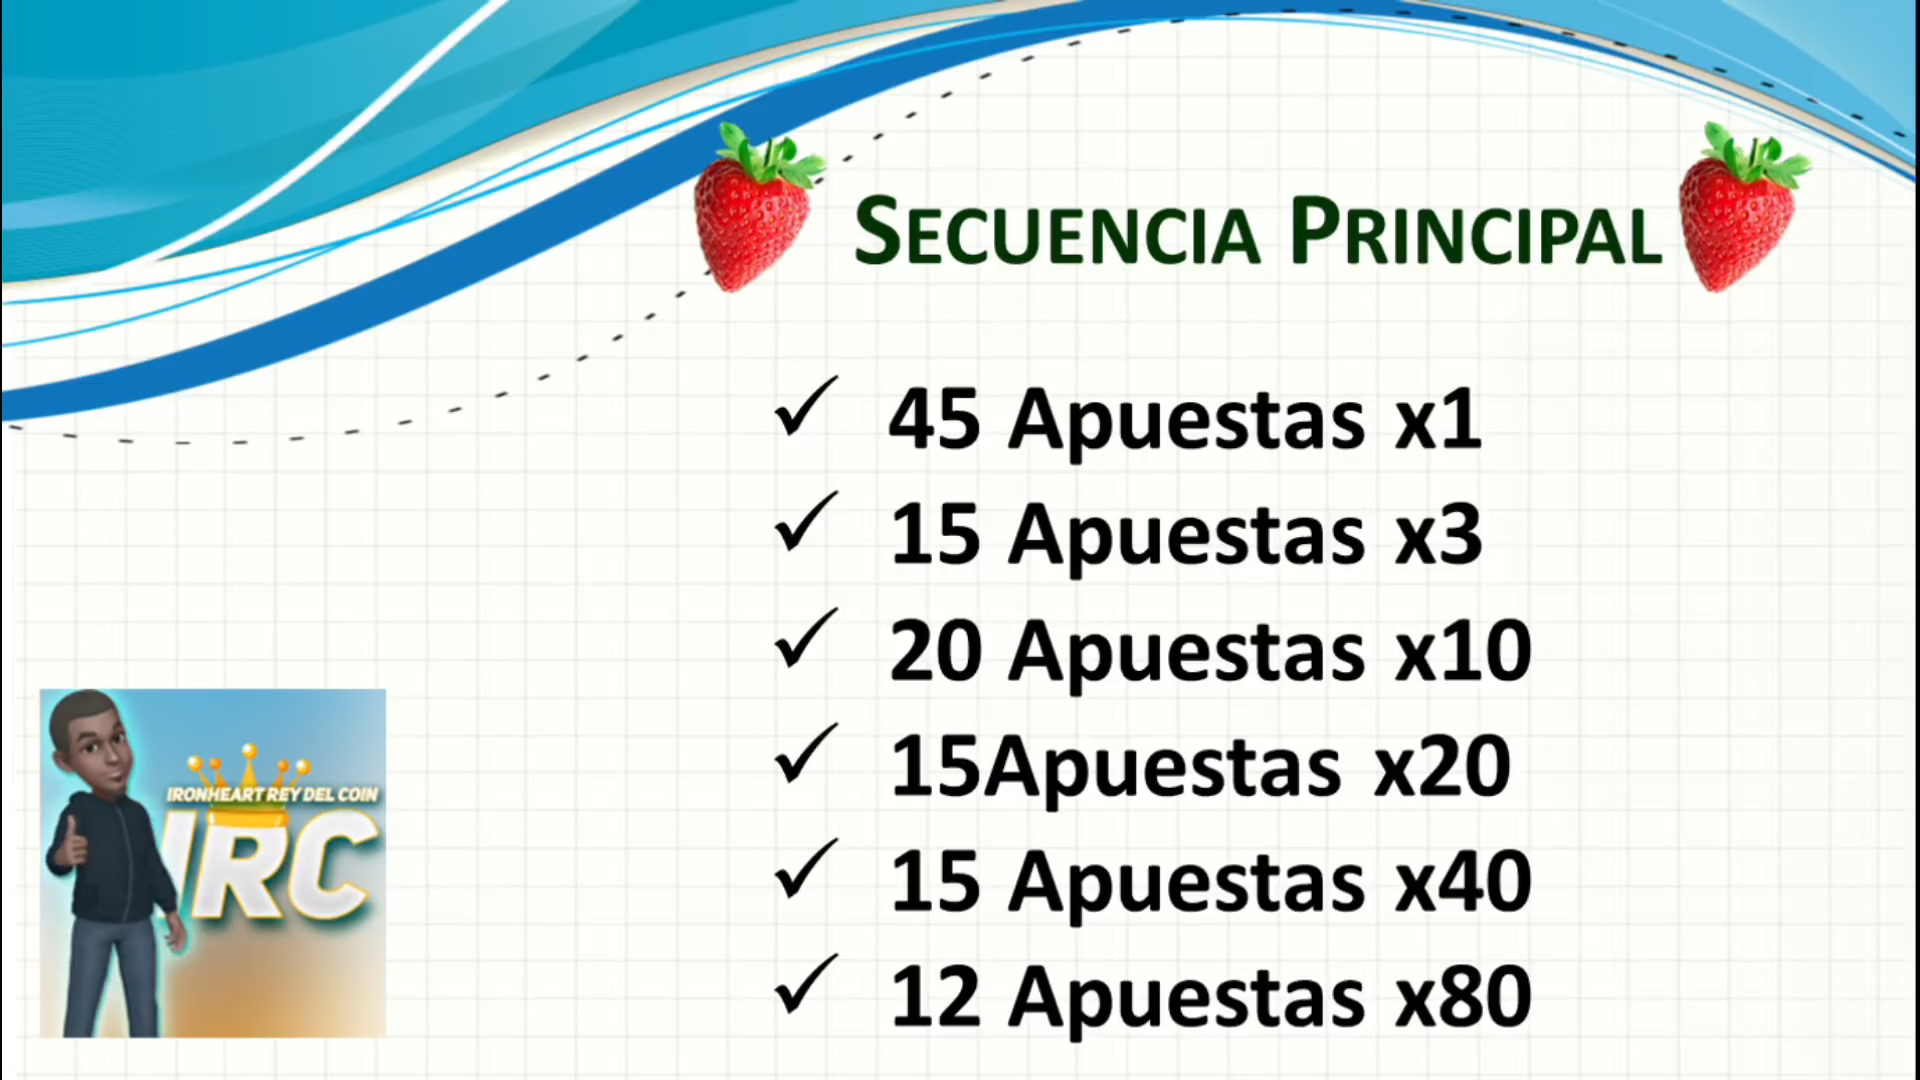 SECUENCIA PRINCIPAL
✓ 45 Apuestas x1
✓ 15 Apuestas x3
✓ 20 Apuestas x10
✓ 15Apuestas x20
✓ 15 Apuestas x40
✓ 12 Apuestas x80
IRONHEART REY DEL COIN
IRC